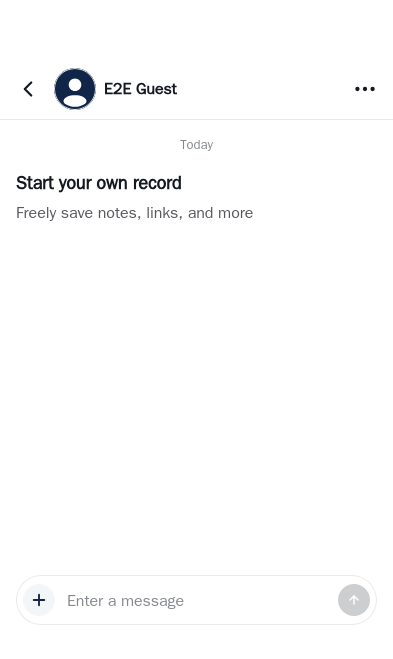 E2E Guest
Today
Start your own record
Freely save notes, links, and more
Enter a message